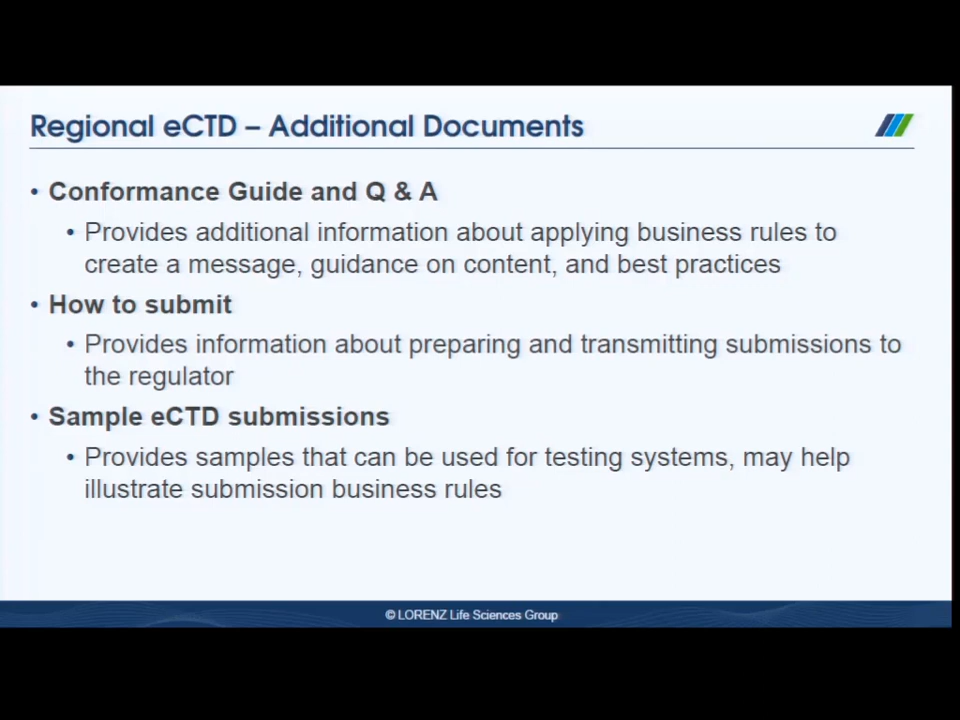 Regional eCTD – Additional Documents
• Conformance Guide and Q & A
• Provides additional information about applying business rules to
create a message, guidance on content, and best practices
• How to submit
• Provides information about preparing and transmitting submissions to
the regulator
• Sample eCTD submissions
• Provides samples that can be used for testing systems, may help
illustrate submission business rules
© LORENZ Life Sciences Group